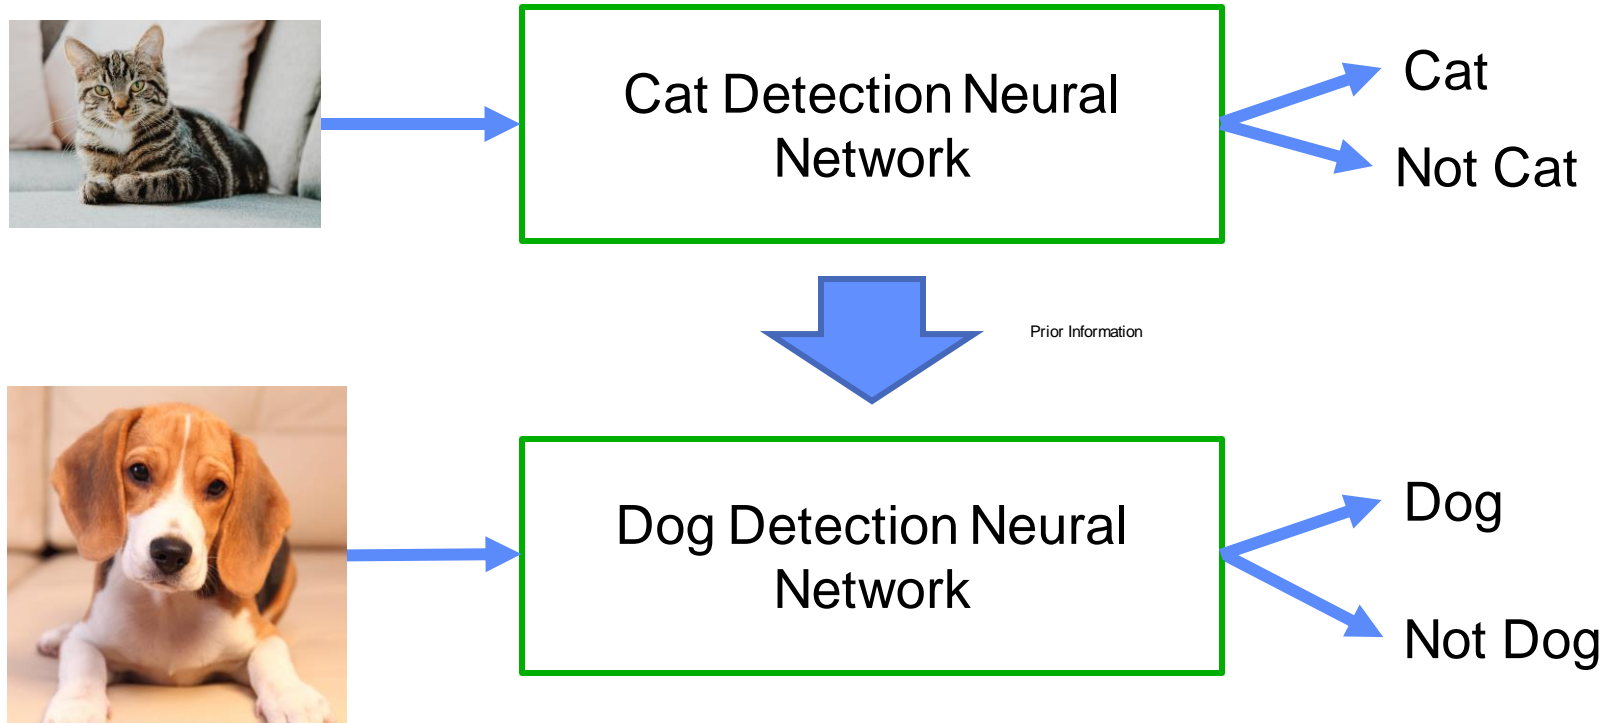 Cat Detection Neural
Network
Cat
Not Cat
Prior Information
Dog Detection Neural
Network
Dog
Not Dog